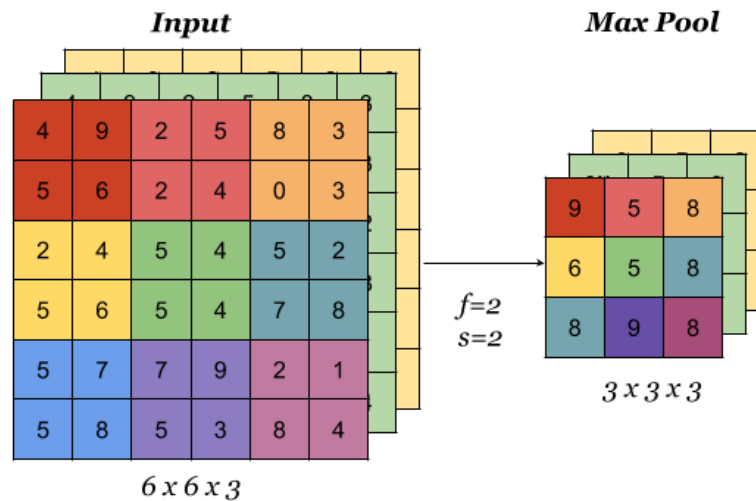 Input
Max Pool
4 9 2 5 8 3
5 6 2 4 0 3
2 4 5 4 5 2
5 6 5 4 7 8
5 7 7 9 2 1
5 8 5 3 8 4
6 x 6 x 3
f=2
s=2
9 5 8
6 5 8
8 9 8
3 x 3 x 3